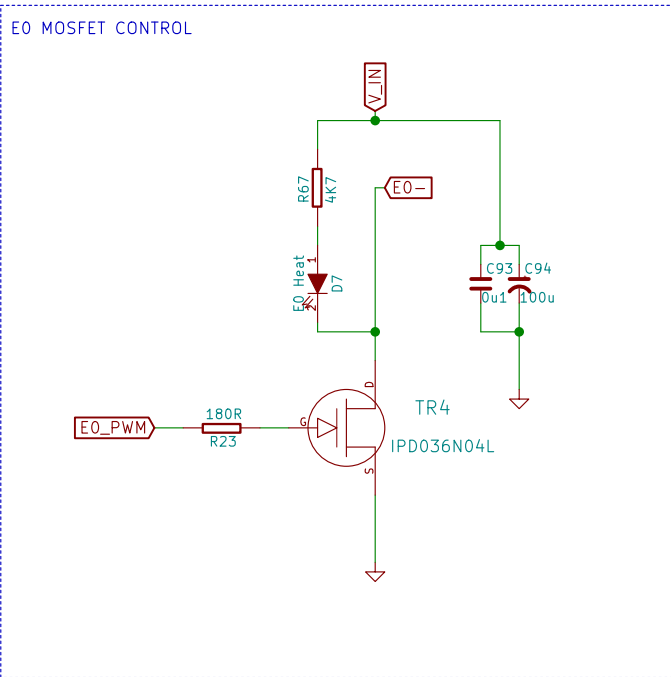 E0 MOSFET CONTROL
V_IN
R67
4K7
E0-
1
E0 Heat
D7
2
C93
C94
0u1
100u
D
180R
E0_PWM
R23
G
TR4
IPD036N04L
S